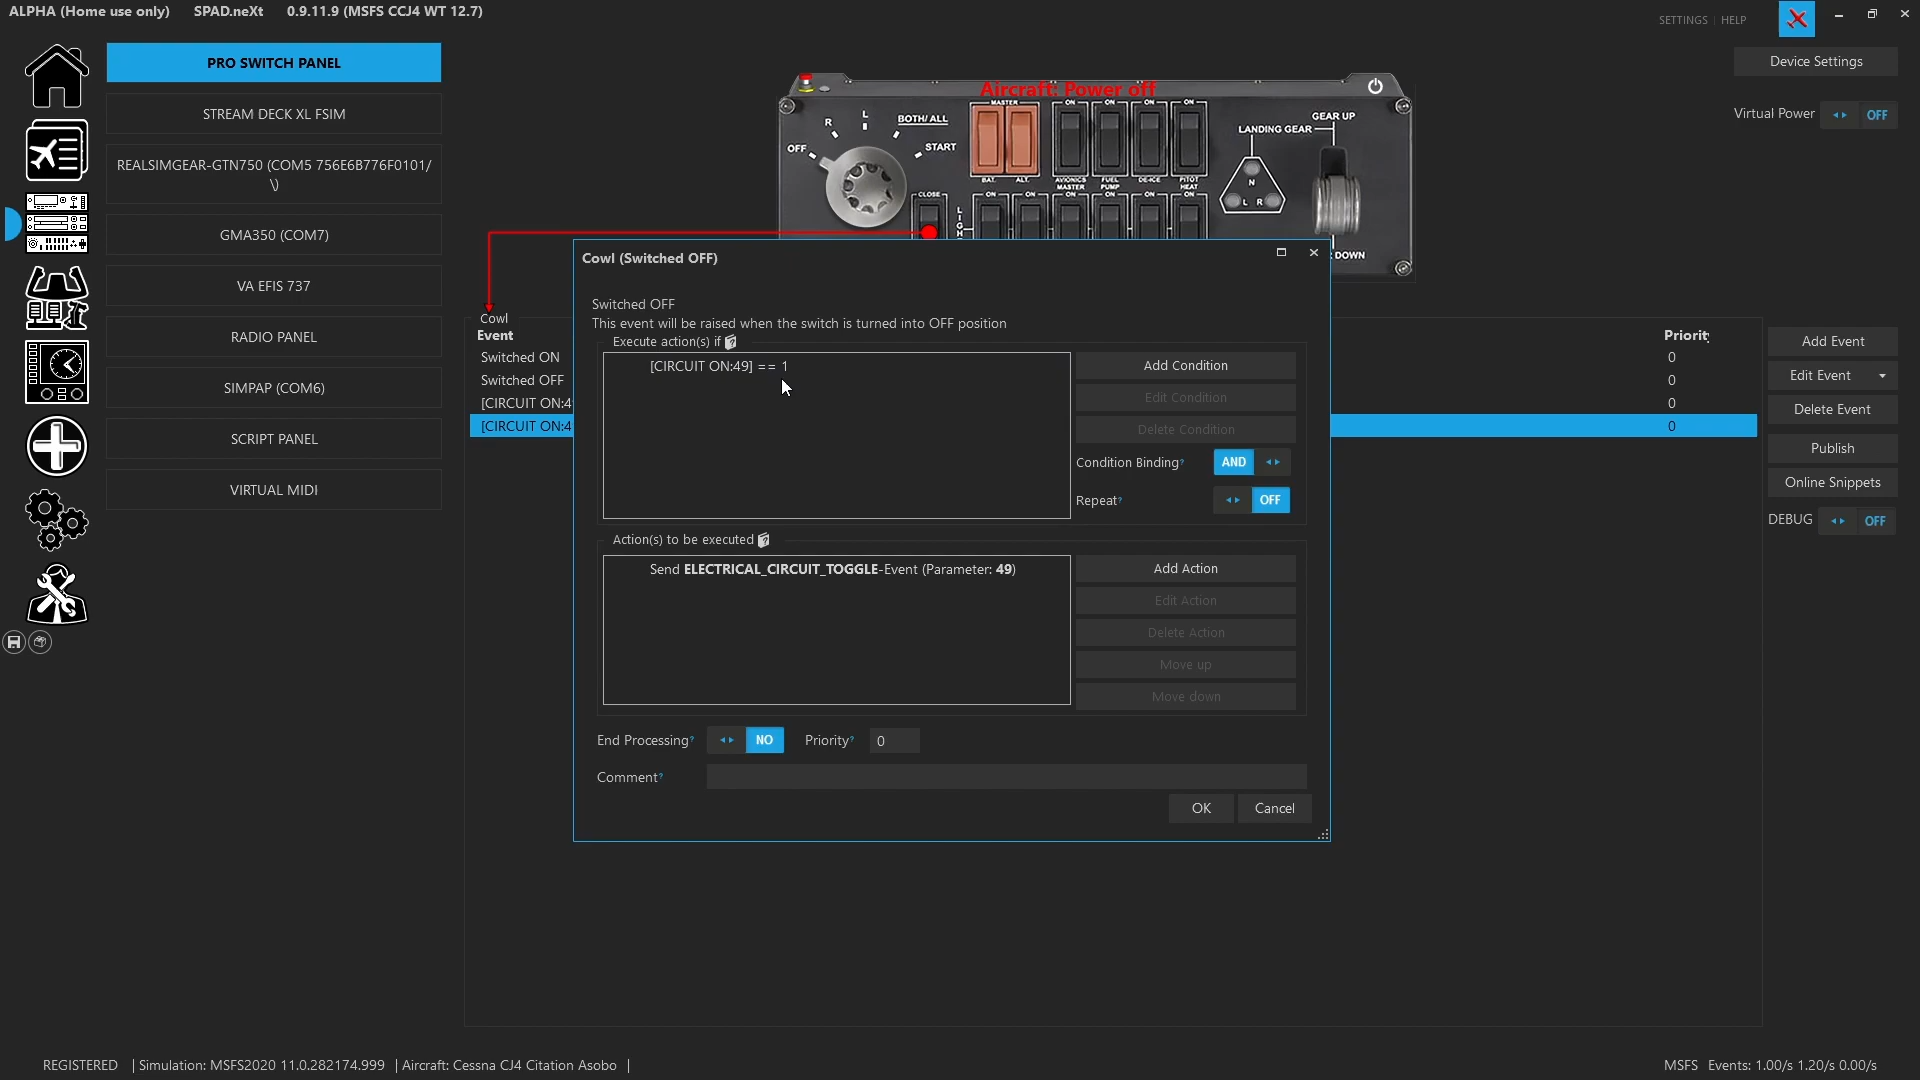 ALPHA (Home use only) SPAD.neXt 0.9.11.9 (MSFS CCJ4 WT 12.7)
SETTINGS | HELP
PRO SWITCH PANEL
STREAM DECK XL FSIM
REALSIMGEAR-GTN750 (COM5 756E6B776F0101/
\)
GMA350 (COM7)
VA EFIS 737
RADIO PANEL
SIMPAP (COM6)
SCRIPT PANEL
VIRTUAL MIDI
Device Settings
Virtual Power OFF
Aircraft: Power off
MASTER ON ON ON ON
OFF R L BOTH/ALL START
BAT. ALT. AVIONICS MASTER FUEL PUMP DE-ICE PITOT HEAT
CLOSE ON ON ON ON ON
GEAR UP
LANDING GEAR
N
L R
DOWN
Cowl
Event Priority
Switched ON 0
Switched OFF 0
[CIRCUIT ON:4 0
[CIRCUIT ON:4 0
Cowl (Switched OFF)
Switched OFF
This event will be raised when the switch is turned into OFF position
Execute action(s) if
[CIRCUIT ON:49] == 1
Add Condition
Edit Condition
Delete Condition
Condition Binding? AND
Repeat? OFF
Action(s) to be executed
Send ELECTRICAL_CIRCUIT_TOGGLE-Event (Parameter: 49)
Add Action
Edit Action
Delete Action
Move up
Move down
End Processing? NO Priority? 0
Comment?
OK Cancel
Add Event
Edit Event
Delete Event
Publish
Online Snippets
DEBUG OFF
REGISTERED | Simulation: MSFS2020 11.0.282174.999 | Aircraft: Cessna CJ4 Citation Asobo |
MSFS Events: 1.00/s 1.20/s 0.00/s